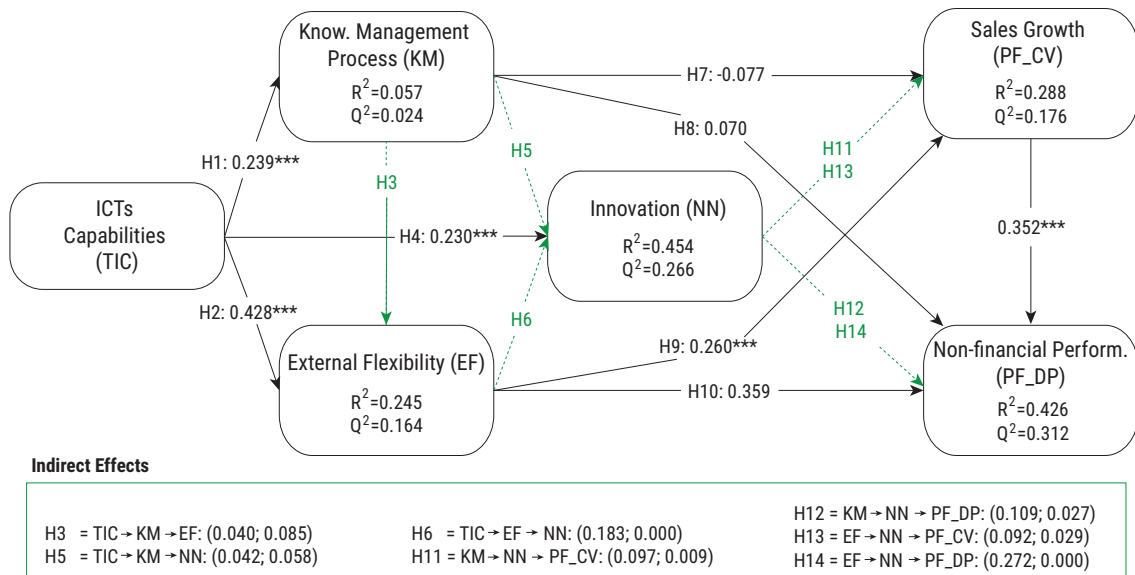 Know. Management
Process (KM)
R²=0.057
Q²=0.024
Sales Growth
(PF_CV)
R²=0.288
Q²=0.176
H7: -0.077
H8: 0.070
H5
H11
H13
H1: 0.239***
H3
ICTs
Capabilities
(TIC)
Innovation (NN)
R²=0.454
Q²=0.266
H4: 0.230***
0.352***
H2: 0.428***
H6
H12
H14
External Flexibility (EF)
R²=0.245
Q²=0.164
H9: 0.260***
H10: 0.359
Non-financial Perform.
(PF_DP)
R²=0.426
Q²=0.312
Indirect Effects
H3 = TIC→KM→EF: (0.040; 0.085)
H5 = TIC→KM→NN: (0.042; 0.058)
H6 = TIC→EF→NN: (0.183; 0.000)
H11 = KM→NN→PF_CV: (0.097; 0.009)
H12 = KM→NN→PF_DP: (0.109; 0.027)
H13 = EF→NN→PF_CV: (0.092; 0.029)
H14 = EF→NN→PF_DP: (0.272; 0.000)